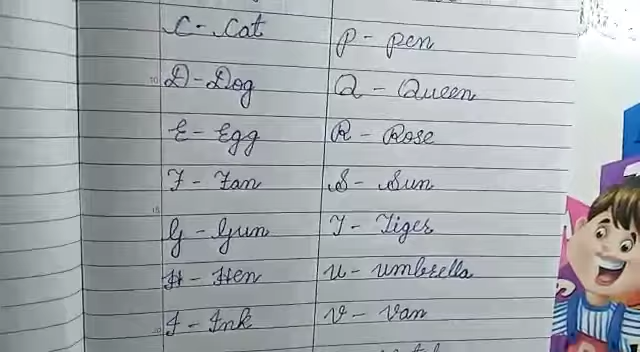 C - Cat
D - Dog
E - Egg
F - Fan
G - Gun
H - Hen
I - Ink
P - pen
Q - Queen
R - Rose
S - Sun
T - Tiger
U - umbrella
V - Van